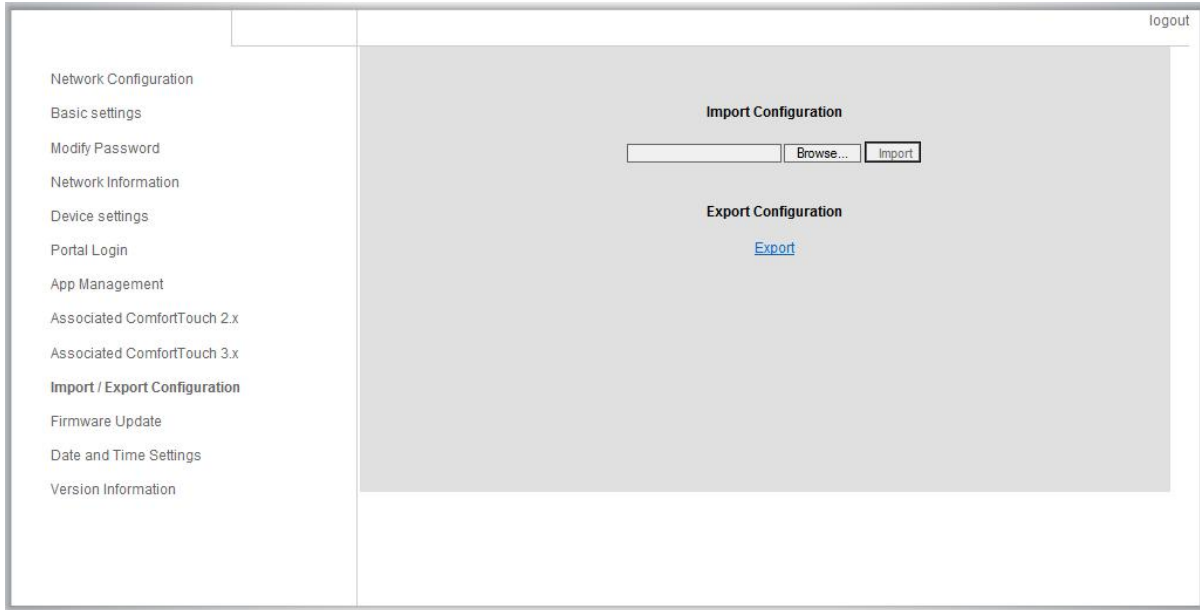 logout
Network Configuration
Basic settings
Modify Password
Network Information
Device settings
Portal Login
App Management
Associated ComfortTouch 2.x
Associated ComfortTouch 3.x
Import / Export Configuration
Firmware Update
Date and Time Settings
Version Information
Import Configuration
Browse... Import
Export Configuration
Export